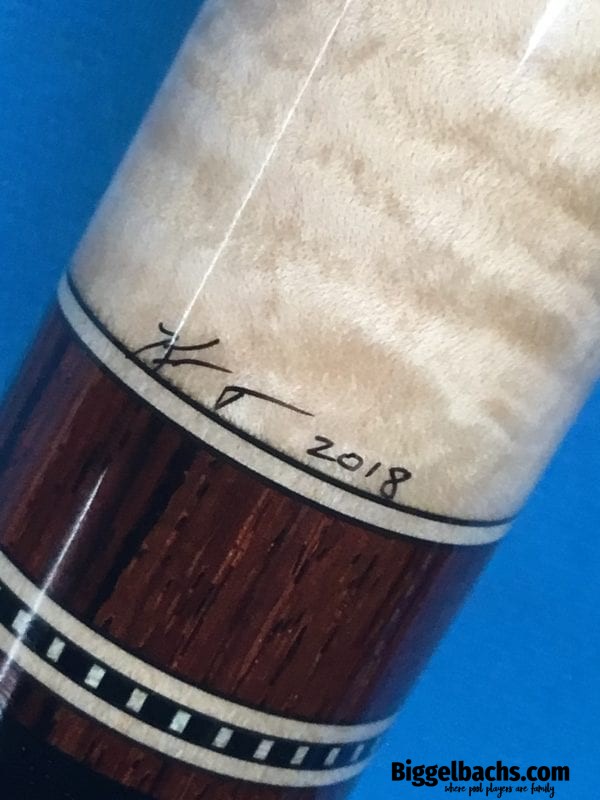 2018
Biggelbachs.com
where pool players are family